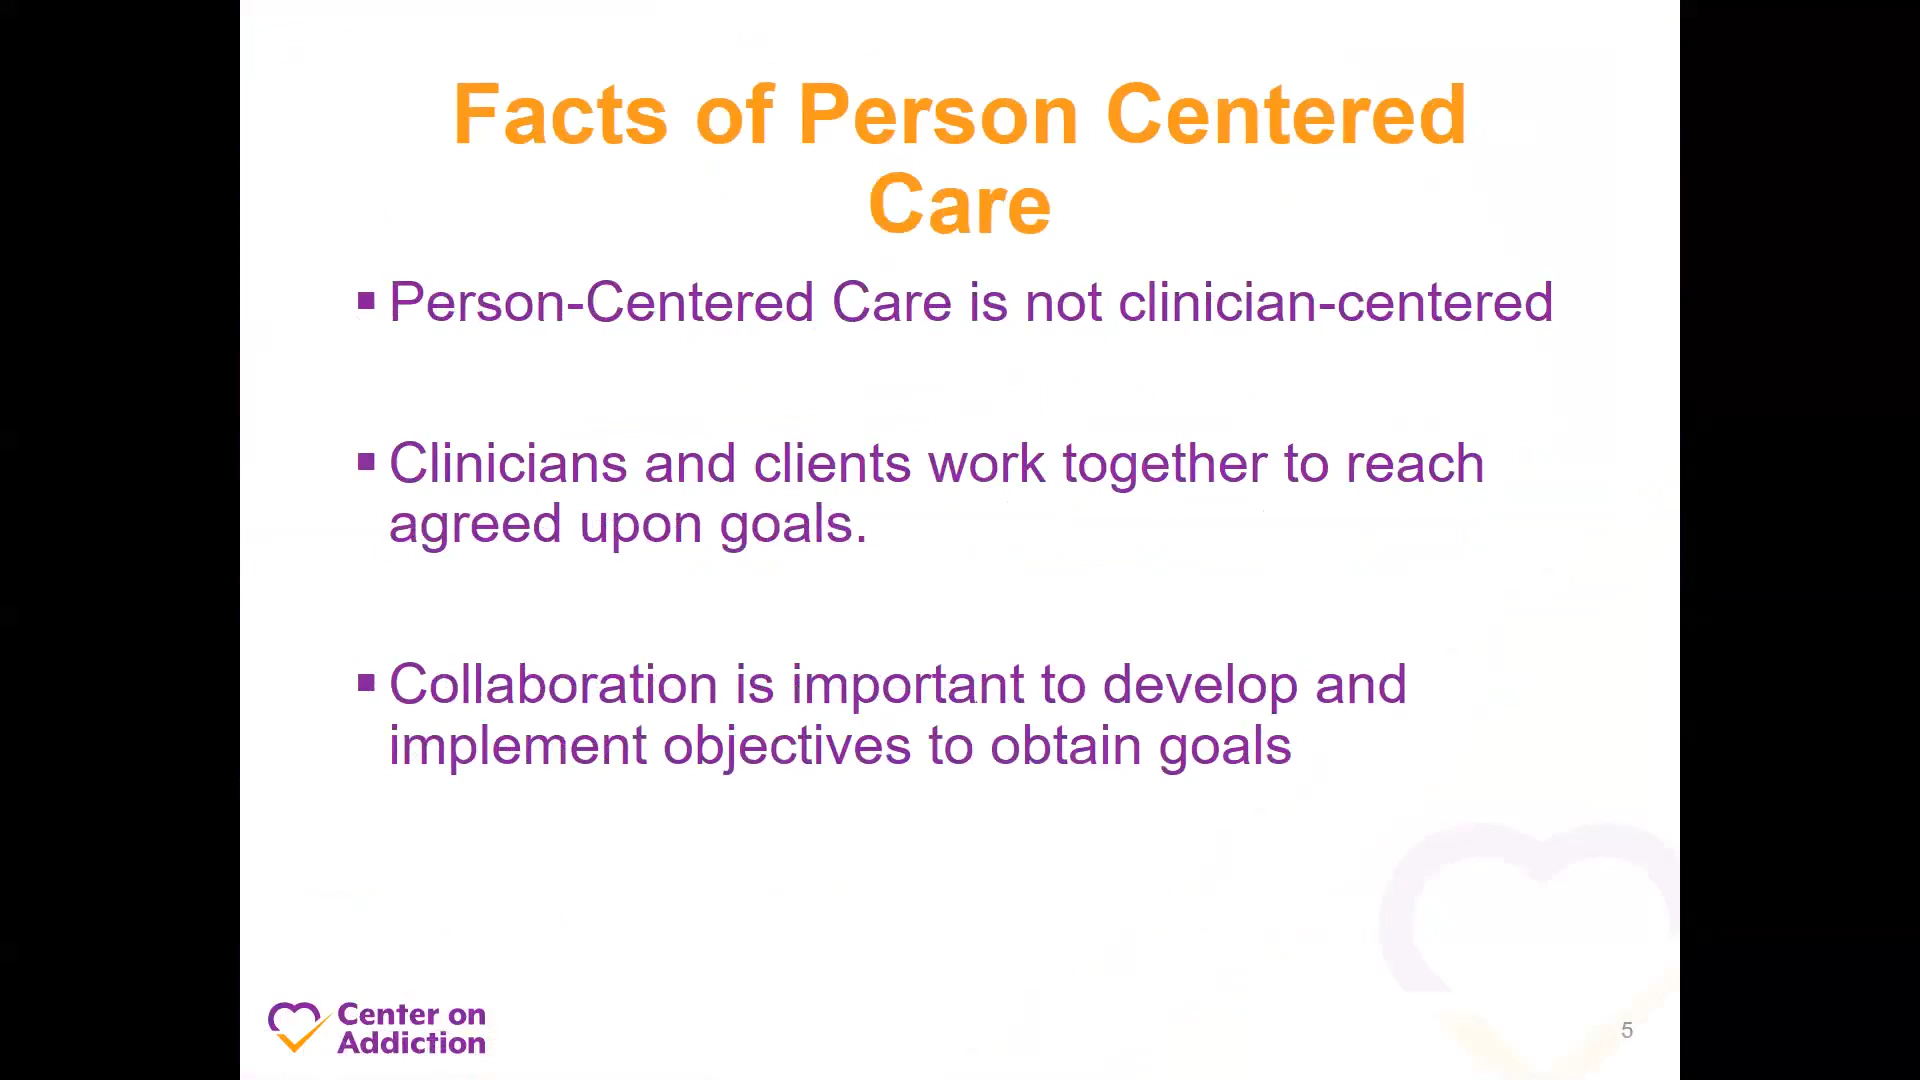 Facts of Person Centered
Care
▪ Person-Centered Care is not clinician-centered
▪ Clinicians and clients work together to reach
agreed upon goals.
▪ Collaboration is important to develop and
implement objectives to obtain goals
Center on
Addiction
5